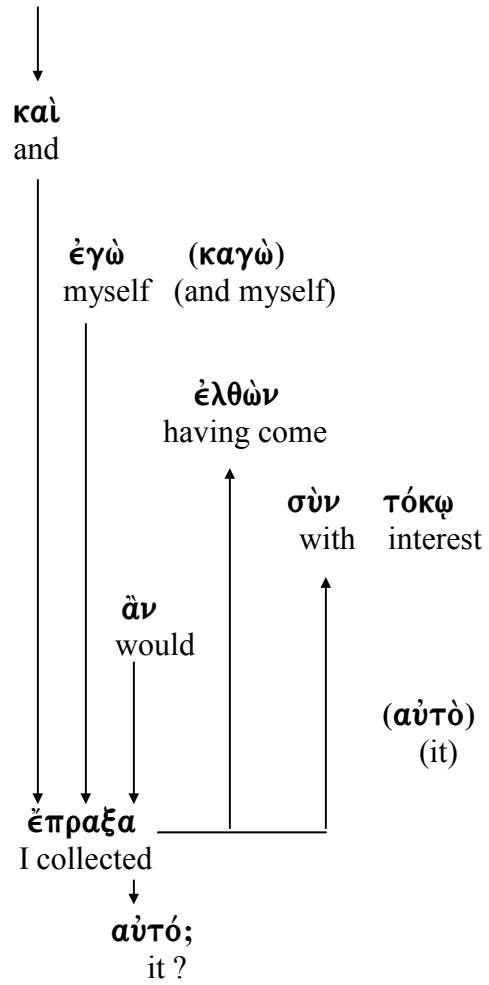 καὶ
and
ἐγὼ (καγὼ)
myself (and myself)
ἐλθὼν
having come
σὺν τόκῳ
with interest
ἂν
would
(αὐτὸ)
(it)
ἔπραξα
I collected
αὐτό;
it ?